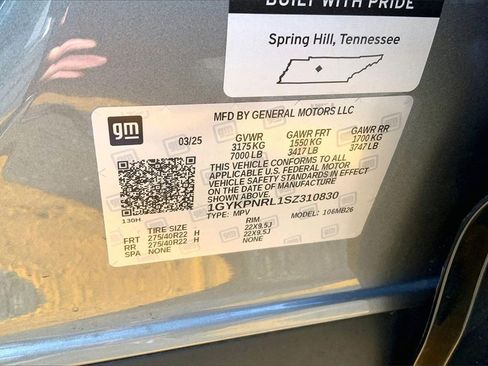 BUILT WITH PRIDE
Spring Hill, Tennessee
gm
MFD BY GENERAL MOTORS LLC
03/25 GVWR GAWR FRT GAWR RR
3175 KG 1550 KG 1700 KG
7000 LB 3417 LB 3747 LB
THIS VEHICLE CONFORMS TO ALL
APPLICABLE U.S. FEDERAL MOTOR
VEHICLE SAFETY STANDARDS IN EFFECT
ON THE DATE OF MANUFACTURE SHOWN ABOVE.
1GYKPNRL1SZ310830
130H
TYPE: MPV MODEL: 106MB26
TIRE SIZE RIM
FRT 275/40R22 H 22X9.5J
RR 275/40R22 H 22X9.5J
SPA NONE NONE